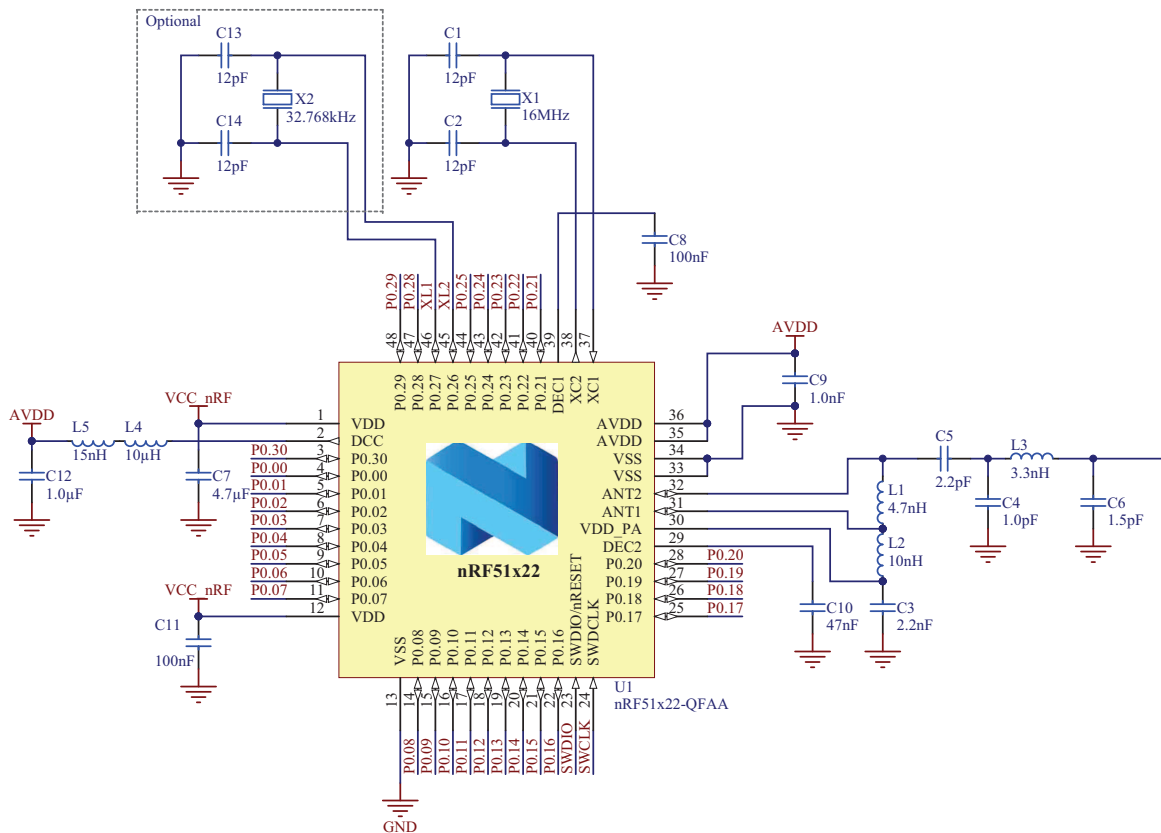 Optional
C13
12pF
X2
32.768kHz
C14
12pF
C1
12pF
X1
16MHz
C2
12pF
C8
100nF
P0.29
P0.28
XL1
XL2
P0.25
P0.24
P0.23
P0.22
P0.21
48
47
46
45
44
43
42
41
40
39
38
37
P0.29
P0.28
P0.27
P0.26
P0.25
P0.24
P0.23
P0.22
P0.21
DEC1
XC2
XC1
AVDD
L5
15nH
L4
10µH
C12
1.0µF
VCC_nRF
C7
4.7µF
1 VDD
2 DCC
P0.30 3 P0.30
P0.00 4 P0.00
P0.01 5 P0.01
P0.02 6 P0.02
P0.03 7 P0.03
P0.04 8 P0.04
P0.05 9 P0.05
P0.06 10 P0.06
P0.07 11 P0.07
12 VDD
VCC_nRF
C11
100nF
nRF51x22
AVDD
C9
1.0nF
AVDD 36
AVDD 35
VSS 34
VSS 33
ANT2 32
ANT1 31
VDD_PA 30
DEC2 29
P0.20 28 P0.20
P0.19 27 P0.19
P0.18 26 P0.18
P0.17 25 P0.17
C5
2.2pF
L3
3.3nH
L1
4.7nH
C4
1.0pF
C6
1.5pF
L2
10nH
C10
47nF
C3
2.2nF
VSS
P0.08
P0.09
P0.10
P0.11
P0.12
P0.13
P0.14
P0.15
P0.16
SWDIO/nRESET
SWDCLK
U1
nRF51x22-QFAA
13
14
15
16
17
18
19
20
21
22
23
24
P0.08
P0.09
P0.10
P0.11
P0.12
P0.13
P0.14
P0.15
P0.16
SWDIO
SWCLK
GND